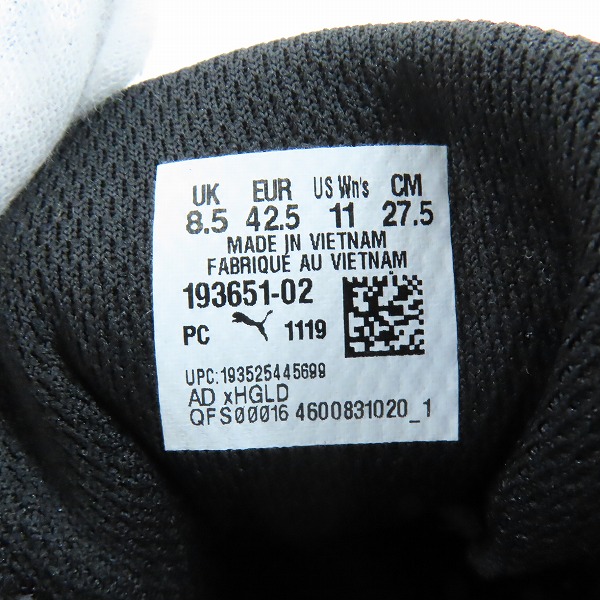 UK EUR US Wn's CM
8.5 42.5 11 27.5
MADE IN VIETNAM
FABRIQUE AU VIETNAM
193651-02
PC 1119
UPC:193525445699
AD xHGLD
QFS00016 4600831020_1